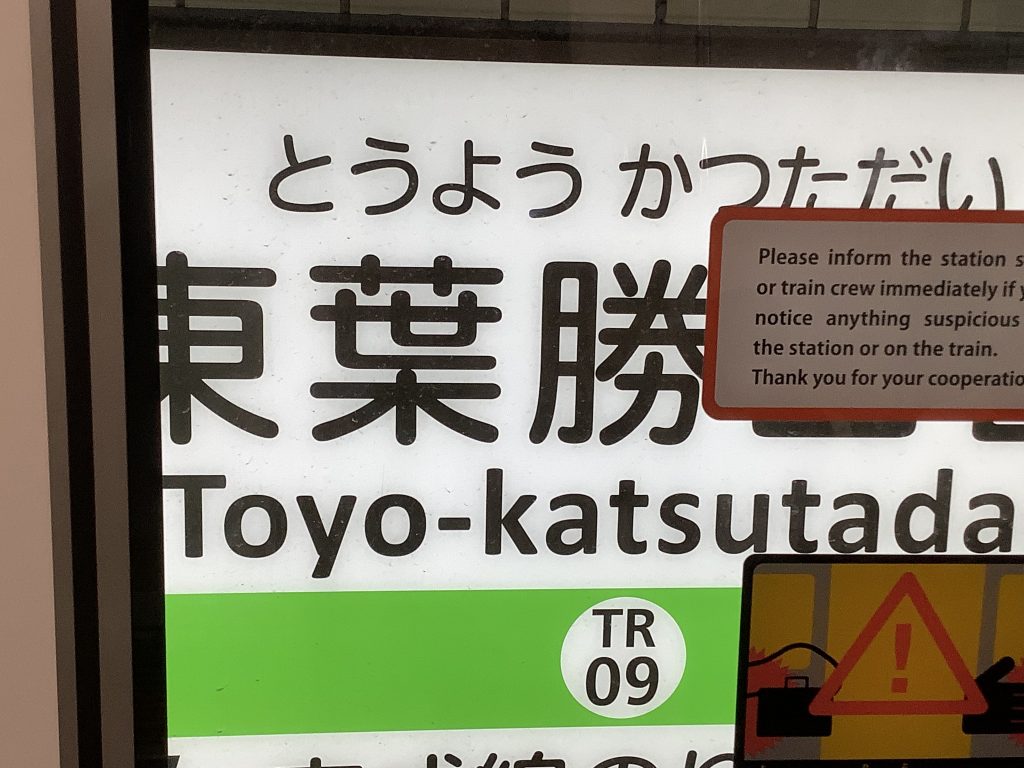 とうよう かつただい
東葉勝
Please inform the station
or train crew immediately if
notice anything suspicious
the station or on the train.
Thank you for your cooperatio
Toyo-katsutada
TR
09